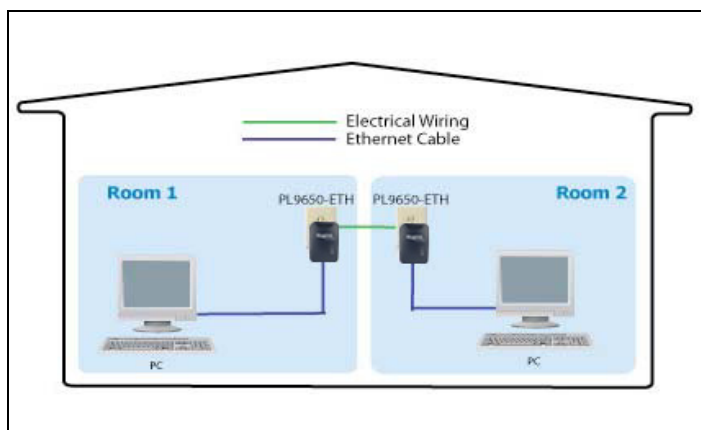 Electrical Wiring
Ethernet Cable
Room 1
Room 2
PL9650-ETH
PL9650-ETH
PC
PC